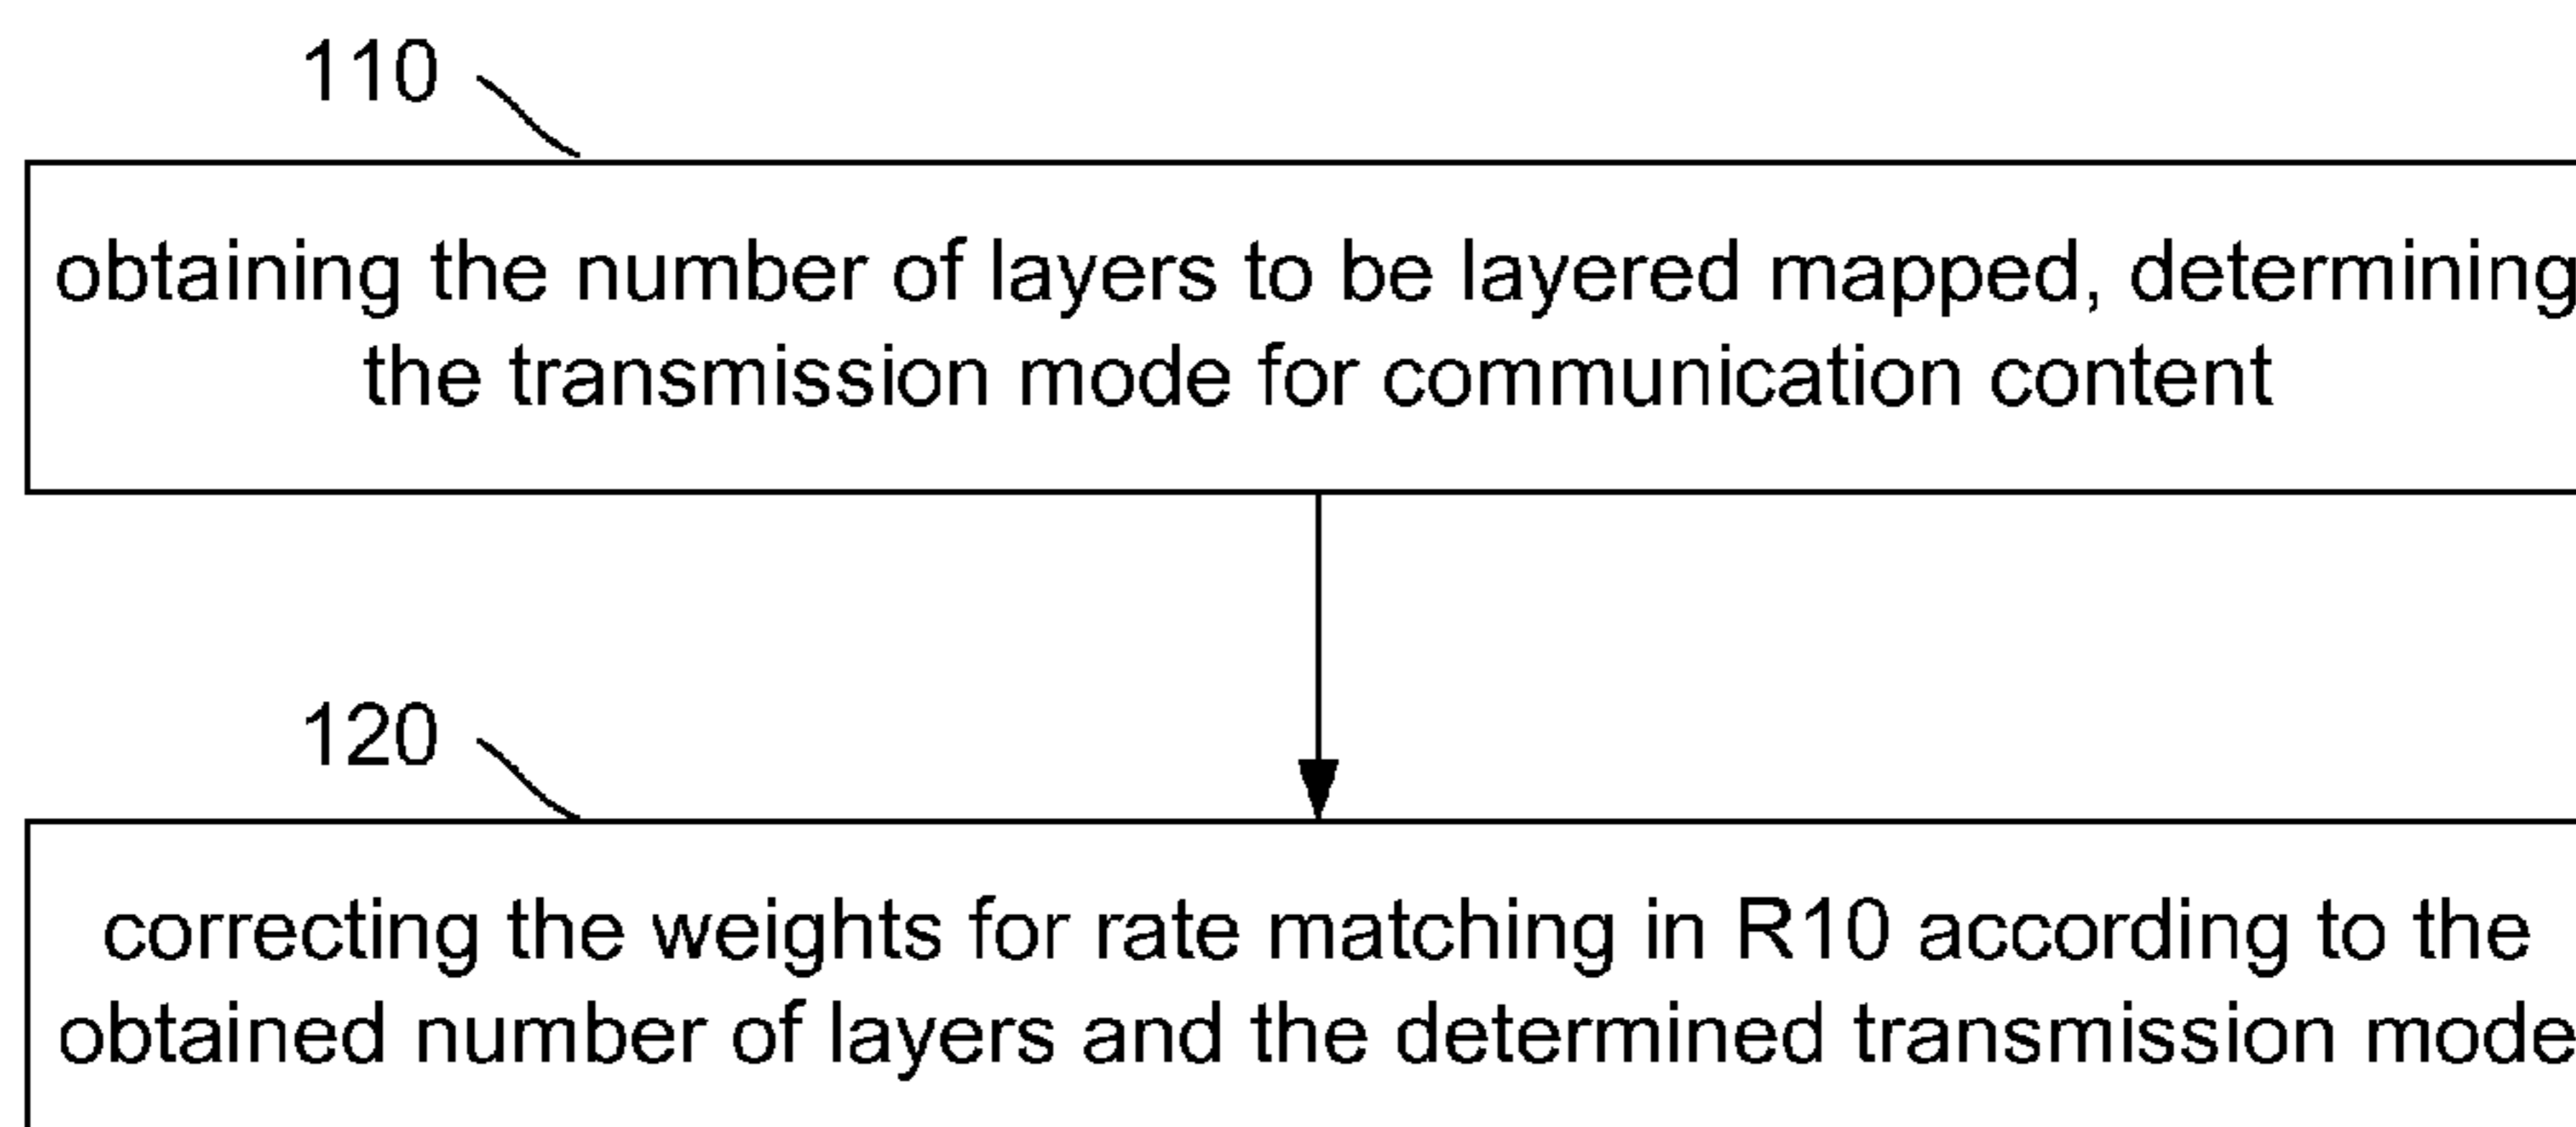 110
obtaining the number of layers to be layered mapped, determining
the transmission mode for communication content
120
correcting the weights for rate matching in R10 according to the
obtained number of layers and the determined transmission mode